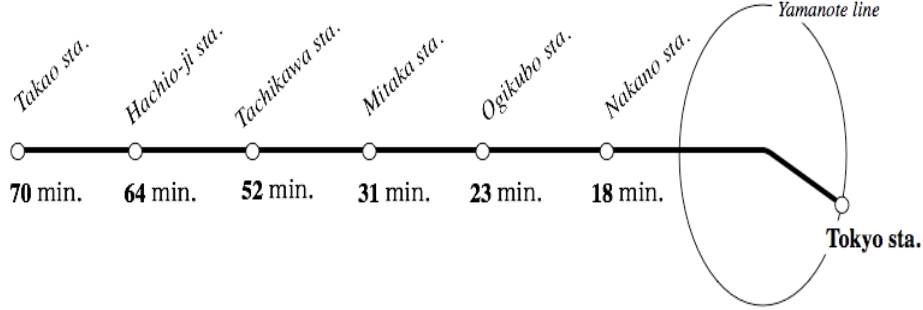 Yamanote line
Takao sta.
Hachio-ji sta.
Tachikawa sta.
Mitaka sta.
Ogikubo sta.
Nakano sta.
70 min.
64 min.
52 min.
31 min.
23 min.
18 min.
Tokyo sta.